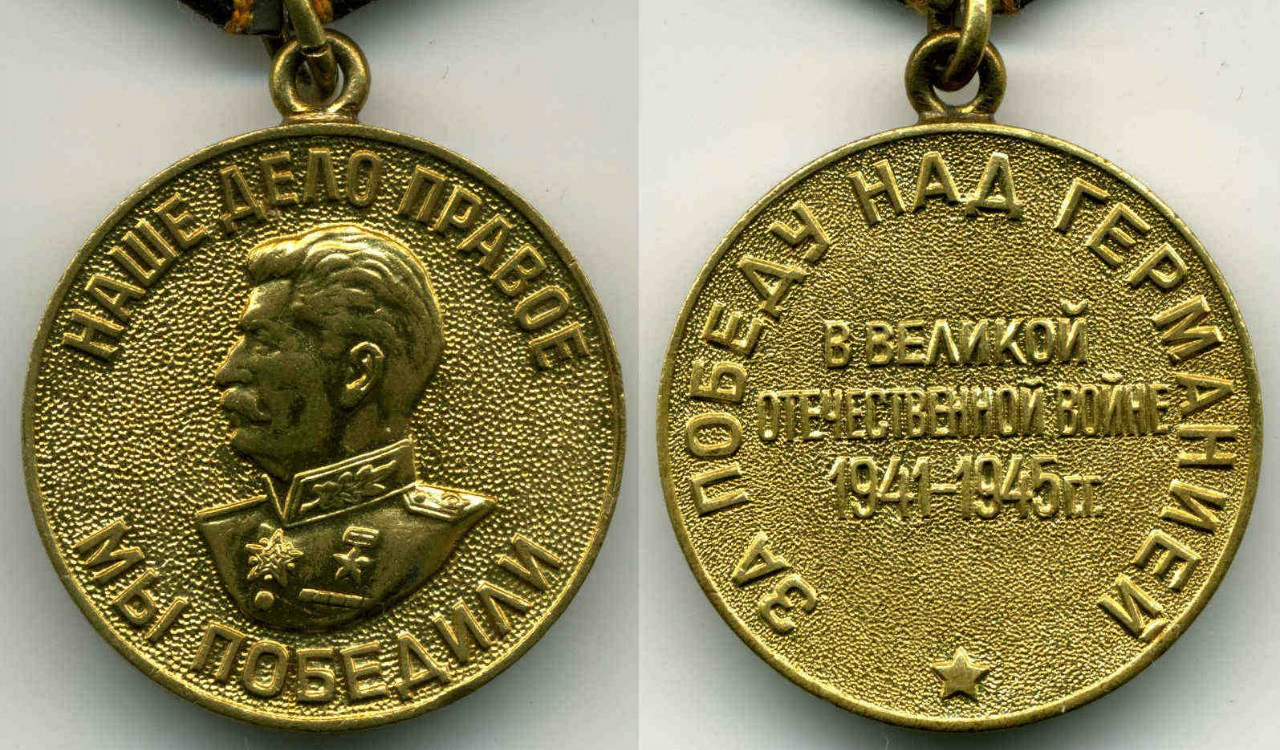 НАШЕ ДЕЛО ПРАВОЕ
МЫ ПОБЕДИЛИ
ЗА ПОБЕДУ НАД ГЕРМАНИЕЙ
В ВЕЛИКОЙ
ОТЕЧЕСТВЕННОЙ ВОЙНЕ
1941-1945гг.